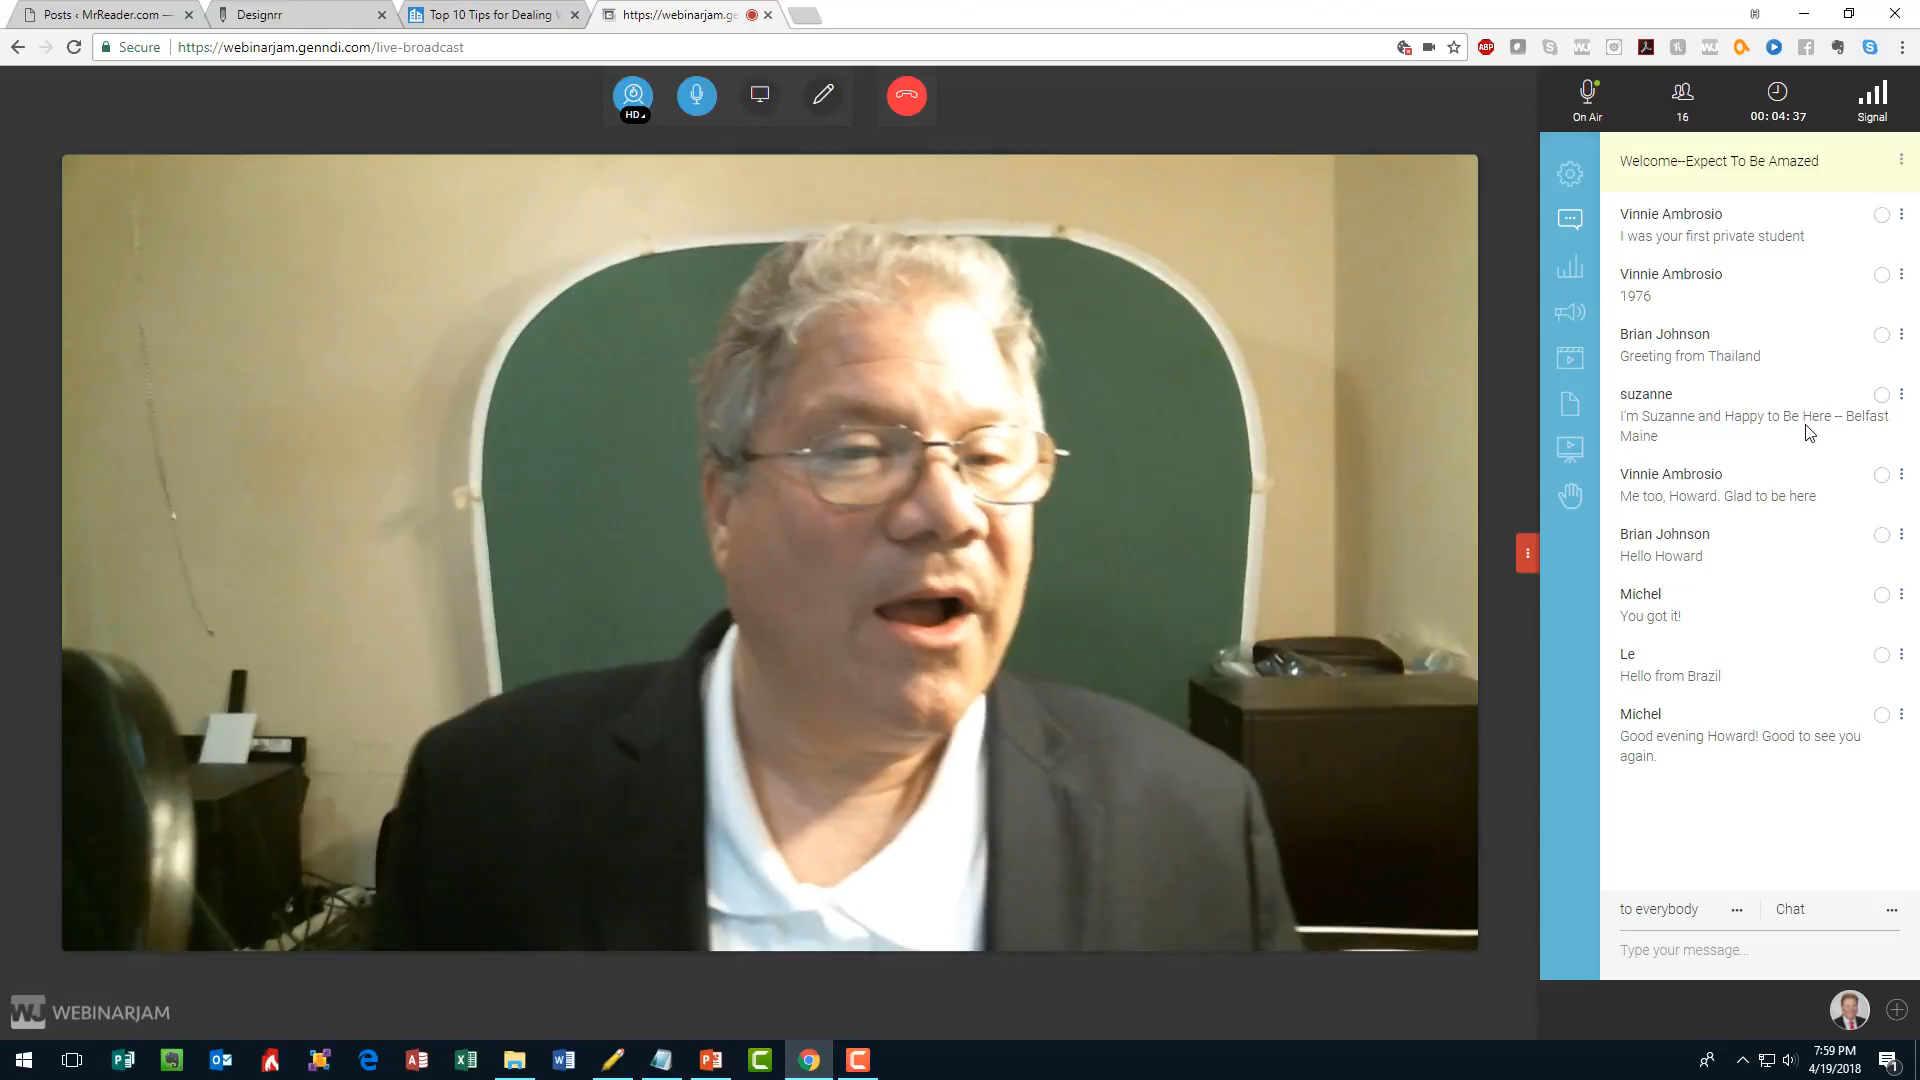 Posts ‹ MrReader.com —
Designrr
Top 10 Tips for Dealing
https://webinarjam.ge
Secure
https://webinarjam.genndi.com/live-broadcast
ABP
HD
On Air
16
00:04:37
Signal
Welcome--Expect To Be Amazed
Vinnie Ambrosio
I was your first private student
Vinnie Ambrosio
1976
Brian Johnson
Greeting from Thailand
suzanne
I'm Suzanne and Happy to Be Here -- Belfast
Maine
Vinnie Ambrosio
Me too, Howard. Glad to be here
Brian Johnson
Hello Howard
Michel
You got it!
Le
Hello from Brazil
Michel
Good evening Howard! Good to see you
again.
to everybody
Chat
Type your message...
WJ WEBINARJAM
7:59 PM
4/19/2018